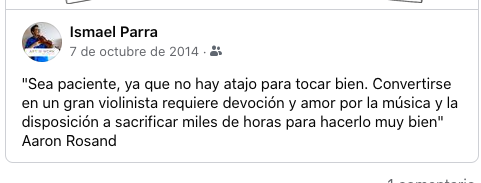 Ismael Parra
7 de octubre de 2014 ·
"Sea paciente, ya que no hay atajo para tocar bien. Convertirse
en un gran violinista requiere devoción y amor por la música y la
disposición a sacrificar miles de horas para hacerlo muy bien"
Aaron Rosand